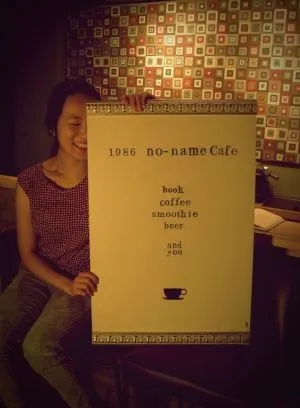 1986 no-name Cafe
book
coffee
smoothie
beer
and
you